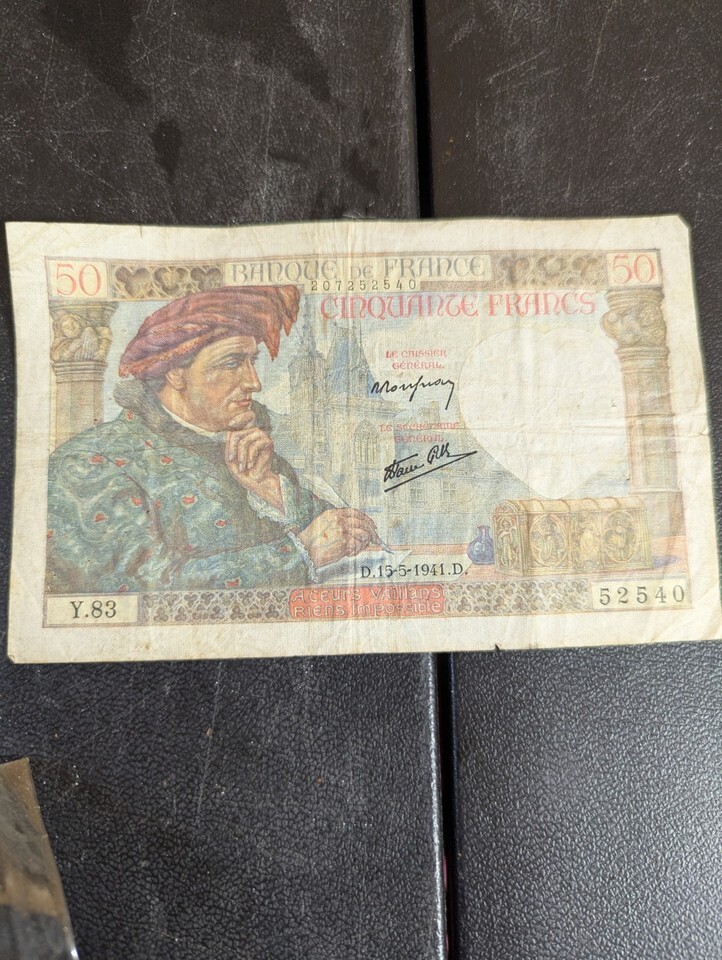 50
BANQUE DE FRANCE
50
207252540
CINQUANTE FRANCS
LE CAISSIER
GÉNÉRAL
LE SECRÉTAIRE
GÉNÉRAL
D.15-5-1941.D.
Y.83
A CŒURS VAILLANS
RIENS IMPOSSIBLE
52540